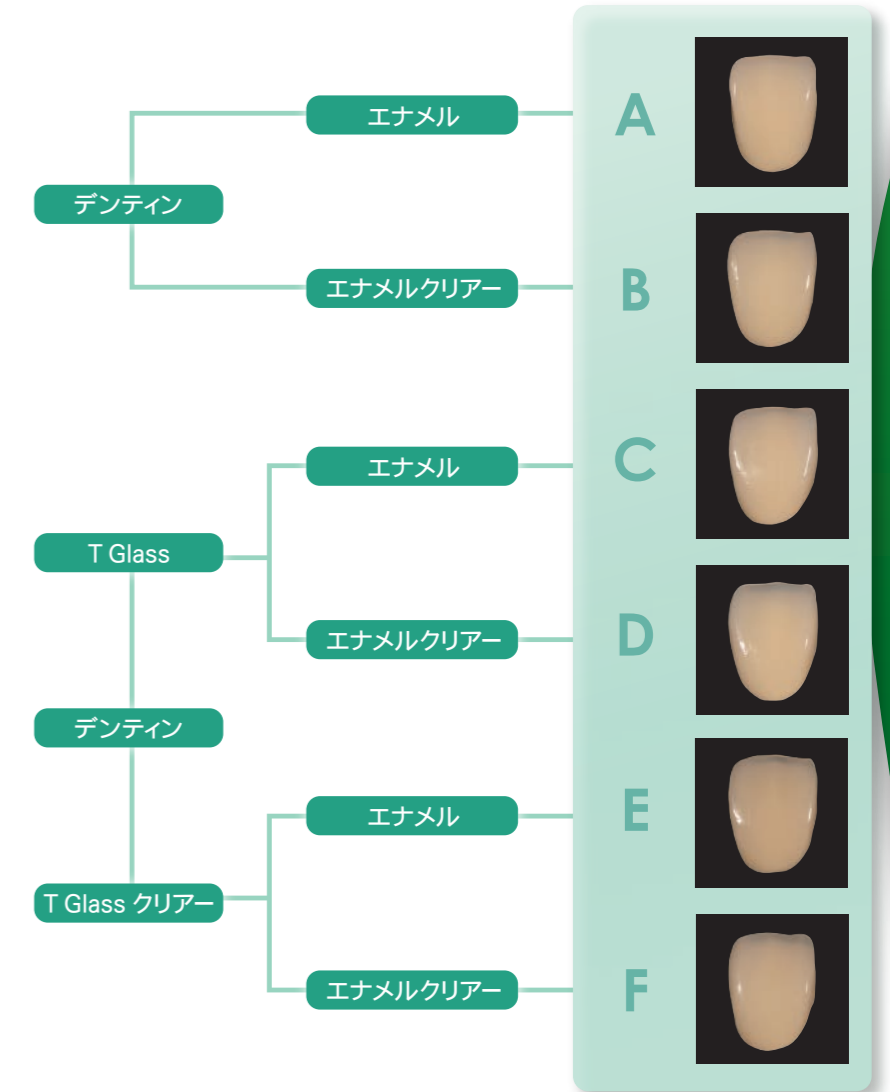 エナメル
A
デンティン
エナメルクリアー
B
エナメル
C
T Glass
エナメルクリアー
D
デンティン
エナメル
E
T Glass クリアー
エナメルクリアー
F